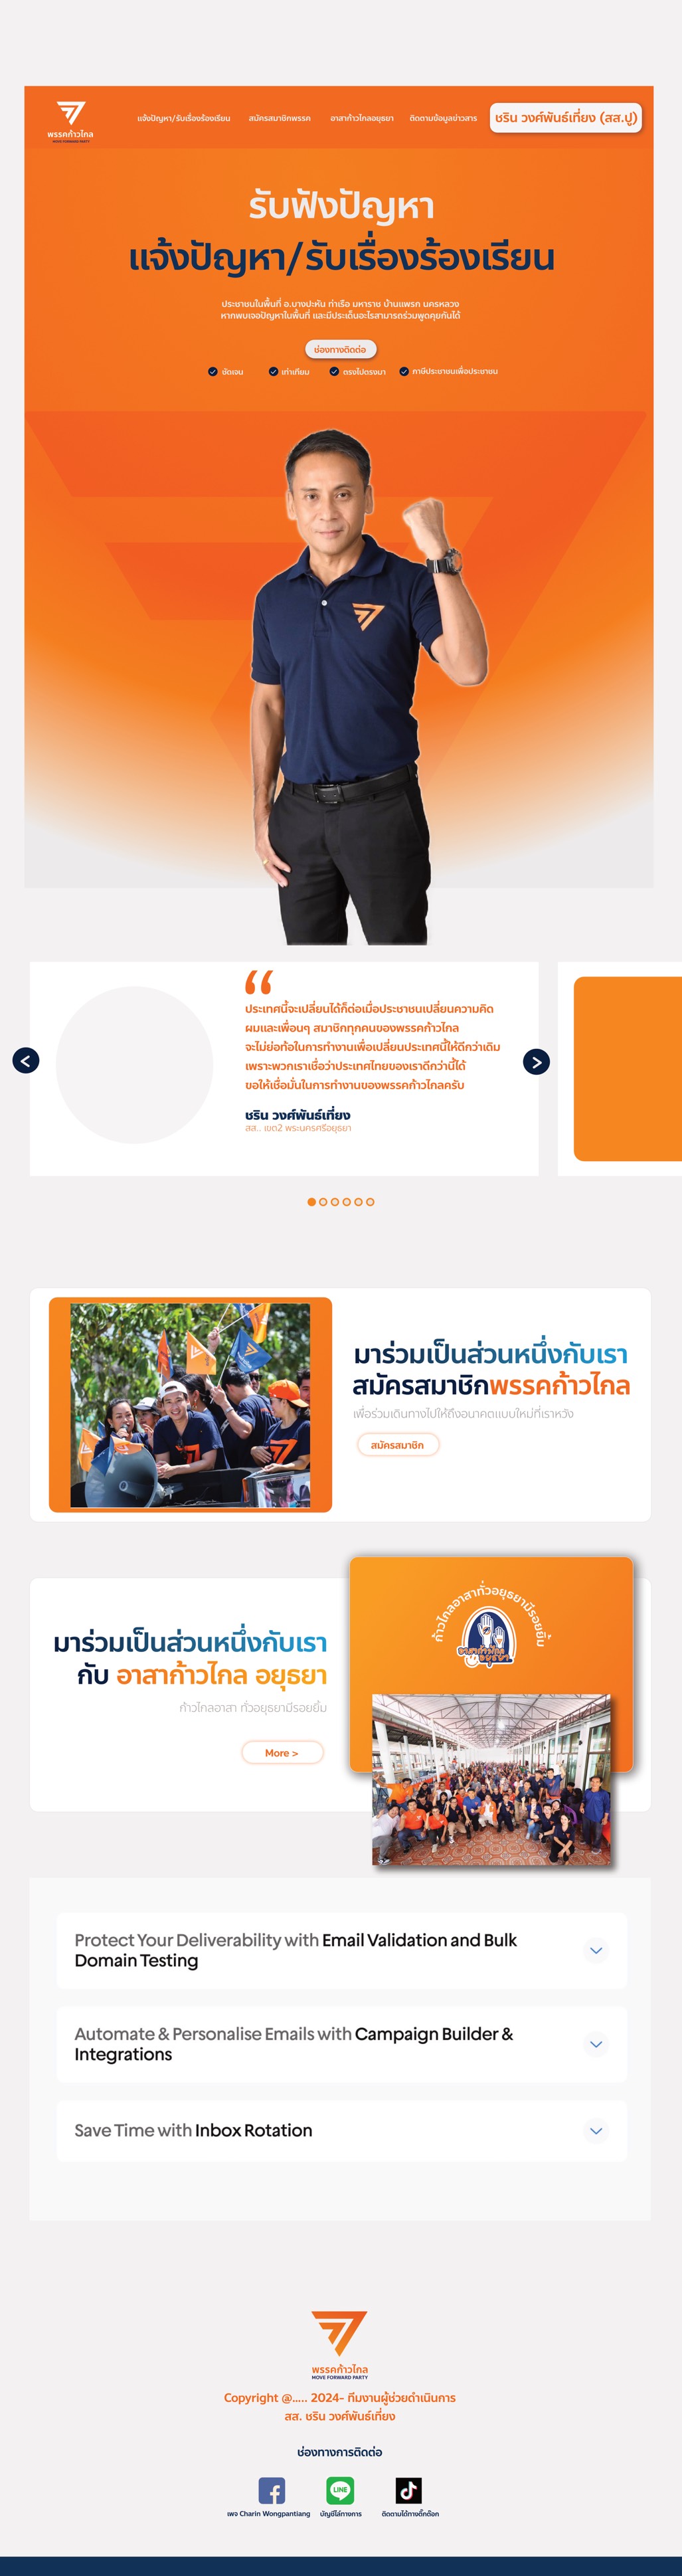 พรรคก้าวไกล
MOVE FORWARD PARTY
แจ้งปัญหา/รับเรื่องร้องเรียน
สมัครสมาชิกพรรค
อาสาก้าวไกลอยุธยา
ติดตามข้อมูลข่าวสาร
ชริน วงศ์พันธ์เที่ยง (สส.ปู)
รับฟังปัญหา
แจ้งปัญหา/รับเรื่องร้องเรียน
ประชาชนในพื้นที่ อ.บางปะหัน ท่าเรือ มหาราช บ้านแพรก นครหลวง
หากพบเจอปัญหาในพื้นที่ และมีประเด็นอะไรสามารถร่วมพูดคุยกันได้
ช่องทางติดต่อ
ชัดเจน
เท่าเทียม
ตรงไปตรงมา
ภาษีประชาชนเพื่อประชาชน
“
ประเทศนี้จะเปลี่ยนได้ก็ต่อเมื่อประชาชนเปลี่ยนความคิด
ผมและเพื่อนๆ สมาชิกทุกคนของพรรคก้าวไกล
จะไม่ย่อท้อในการทำงานเพื่อเปลี่ยนประเทศนี้ให้ดีกว่าเดิม
เพราะพวกเราเชื่อว่าประเทศไทยของเราดีกว่านี้ได้
ขอให้เชื่อมั่นในการทำงานของพรรคก้าวไกลครับ
ชริน วงศ์พันธ์เที่ยง
สส.. เขต2 พระนครศรีอยุธยา
มาร่วมเป็นส่วนหนึ่งกับเรา
สมัครสมาชิกพรรคก้าวไกล
เพื่อร่วมเดินทางไปให้ถึงอนาคตแบบใหม่ที่เราหวัง
สมัครสมาชิก
ก้าวไกลอาสาทั่วอยุธยามีรอยยิ้ม
มาร่วมเป็นส่วนหนึ่งกับเรา
กับ อาสาก้าวไกล อยุธยา
ก้าวไกลอาสา ทั่วอยุธยามีรอยยิ้ม
More >
Protect Your Deliverability with Email Validation and Bulk
Domain Testing
Automate & Personalise Emails with Campaign Builder &
Integrations
Save Time with Inbox Rotation
พรรคก้าวไกล
MOVE FORWARD PARTY
Copyright @..... 2024- ทีมงานผู้ช่วยดำเนินการ
สส. ชริน วงศ์พันธ์เที่ยง
ช่องทางการติดต่อ
LINE
เพจ Charin Wongpantiang
บัญชีไลน์ทางการ
ติดตามได้ทางติ๊กต๊อก